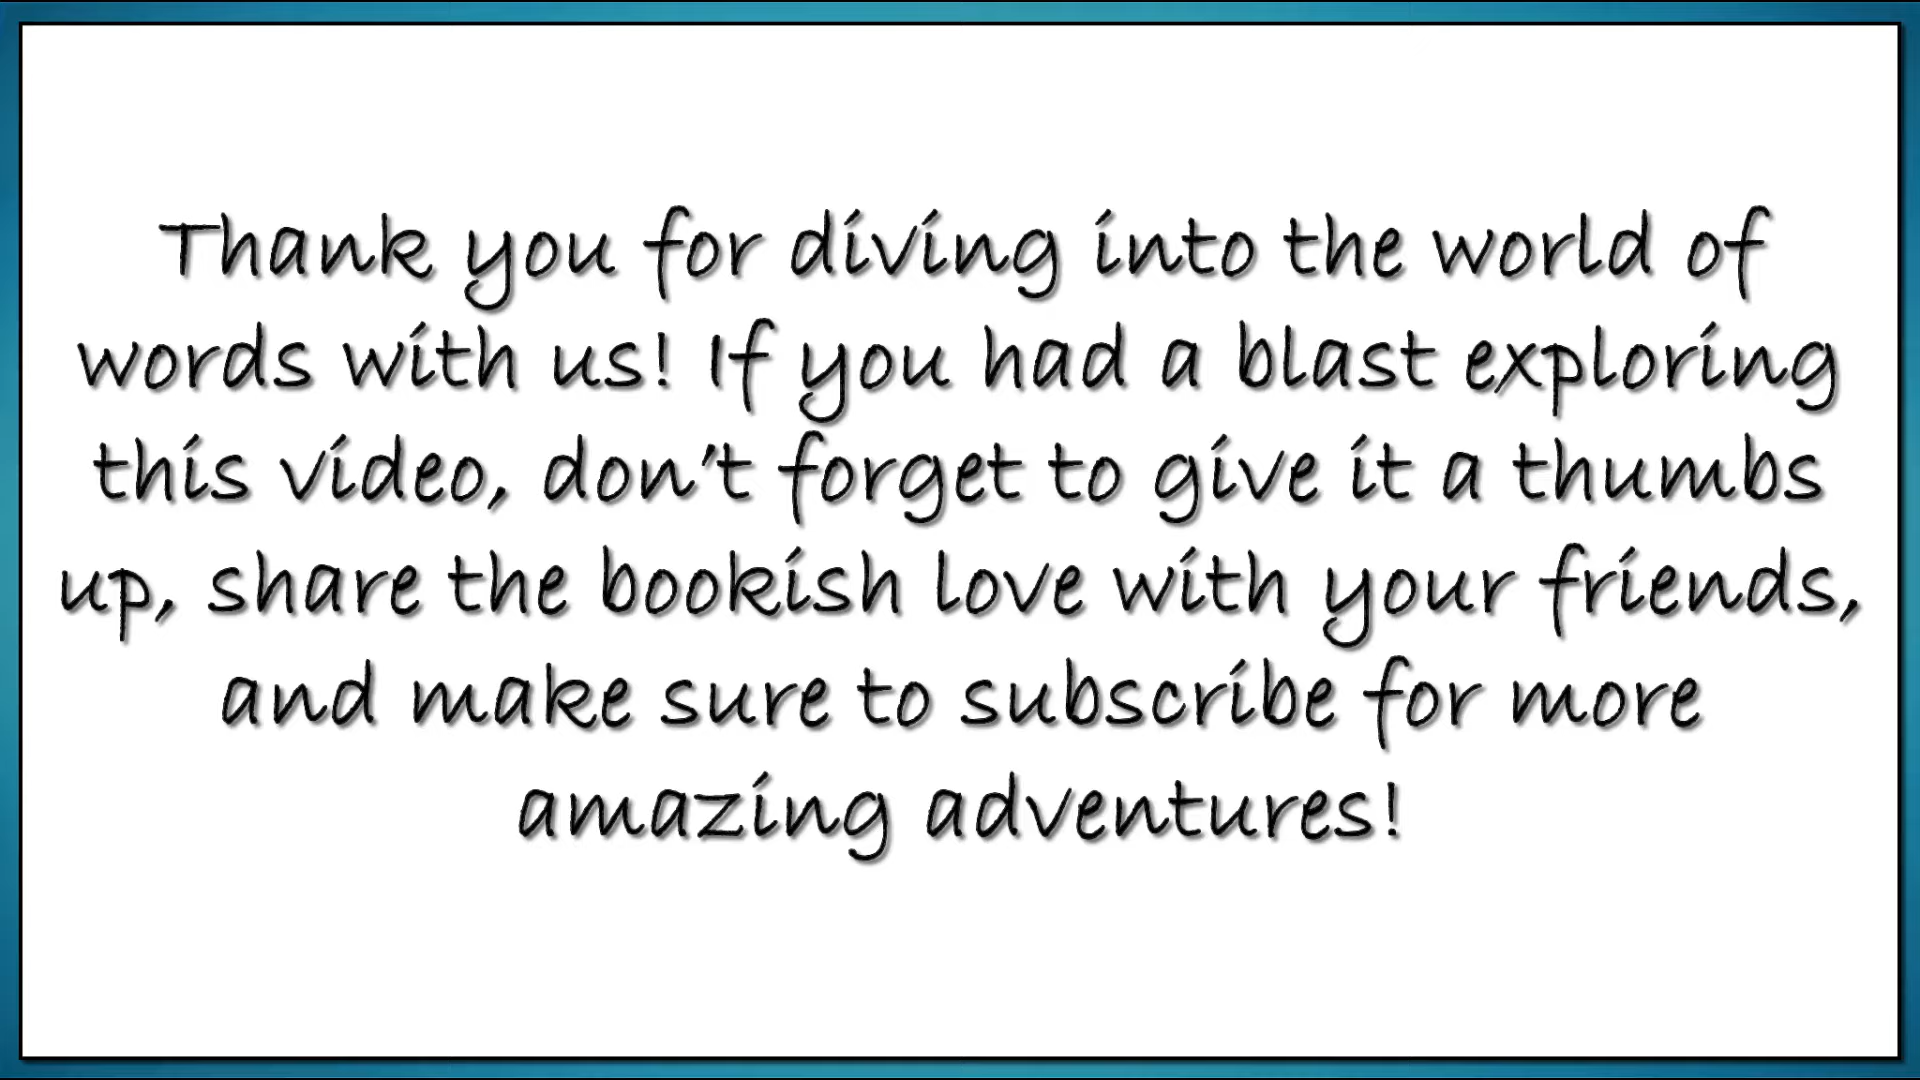 Thank you for diving into the world of
words with us! If you had a blast exploring
this video, don't forget to give it a thumbs
up, share the bookish love with your friends,
and make sure to subscribe for more
amazing adventures!